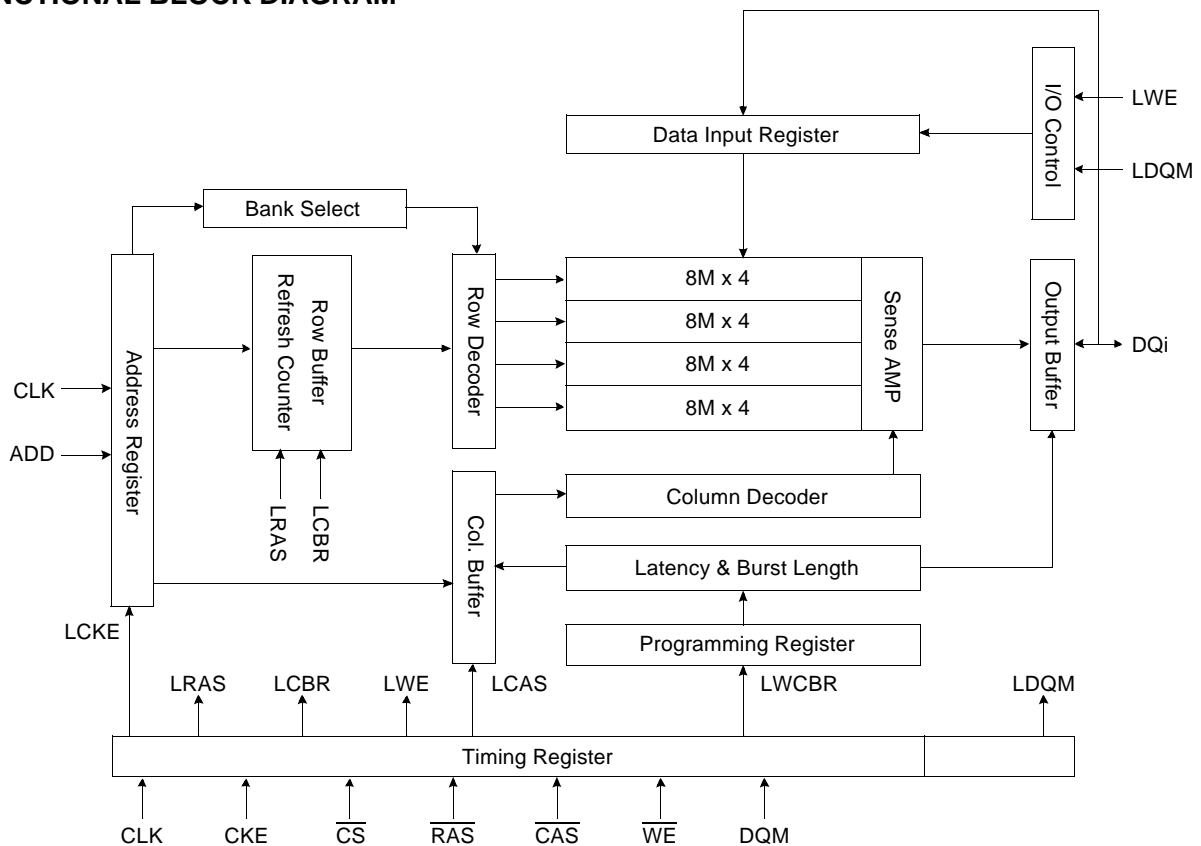 NCTIONAL BLOCK DIAGRAM
I/O Control
LWE
LDQM
Data Input Register
Bank Select
8M x 4
8M x 4
8M x 4
8M x 4
Sense AMP
Output Buffer
DQi
Row Decoder
Row Buffer
Refresh Counter
Address Register
CLK
ADD
LRAS
LCBR
Col. Buffer
Column Decoder
Latency & Burst Length
Programming Register
LCKE
LRAS
LCBR
LWE
LCAS
LWCBR
LDQM
Timing Register
CLK
CKE
CS
RAS
CAS
WE
DQM